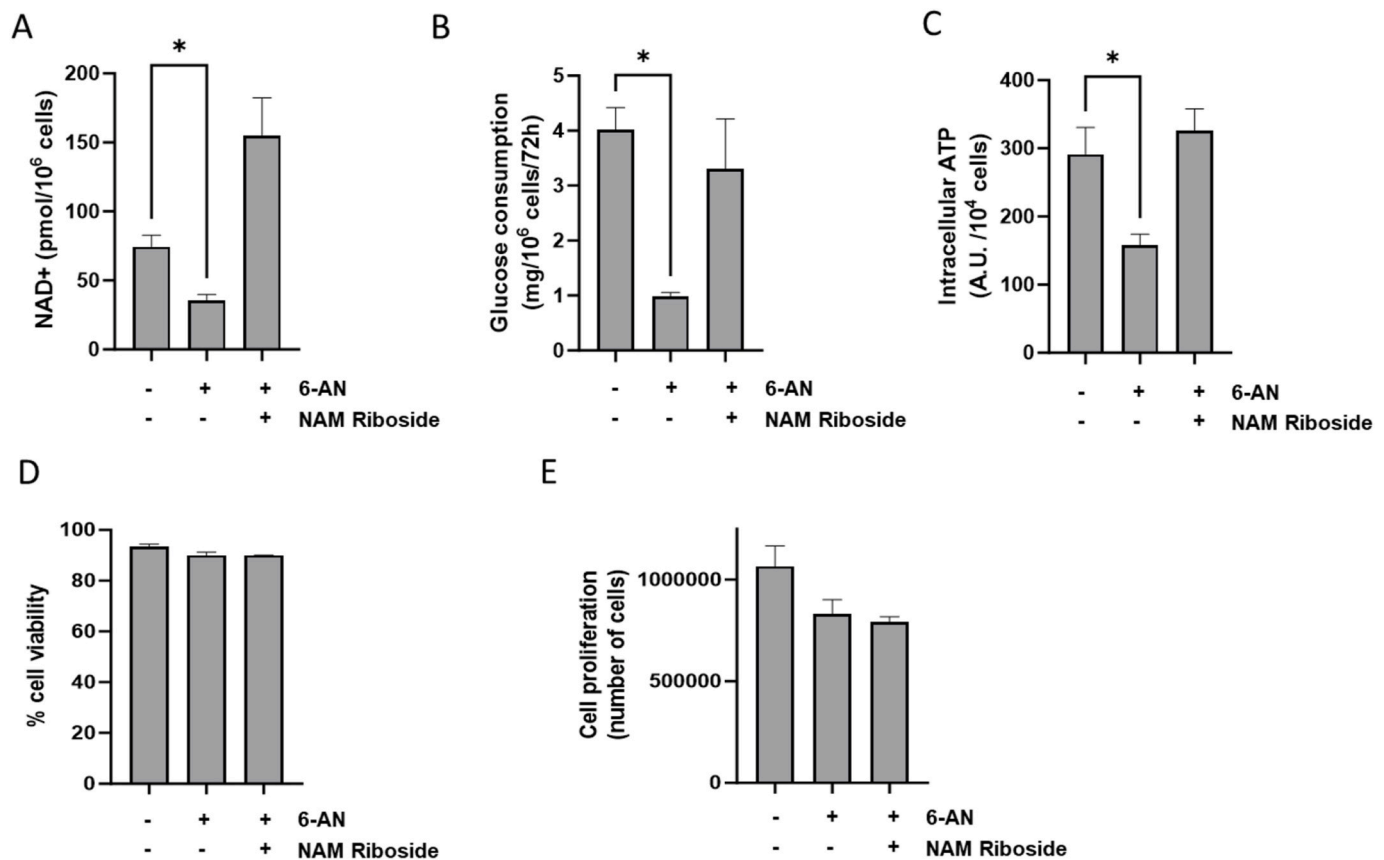 A
*
NAD+ (pmol/10⁶ cells)
200
150
100
50
0
- + + 6-AN
- - + NAM Riboside
B
*
Glucose consumption
(mg/10⁶ cells/72h)
5
4
3
2
1
0
- + + 6-AN
- - + NAM Riboside
C
*
Intracellular ATP
(A.U. /10⁴ cells)
400
300
200
100
0
- + + 6-AN
- - + NAM Riboside
D
% cell viability
100
80
60
40
20
0
- + + 6-AN
- - + NAM Riboside
E
Cell proliferation
(number of cells)
1000000
500000
0
- + + 6-AN
- - + NAM Riboside